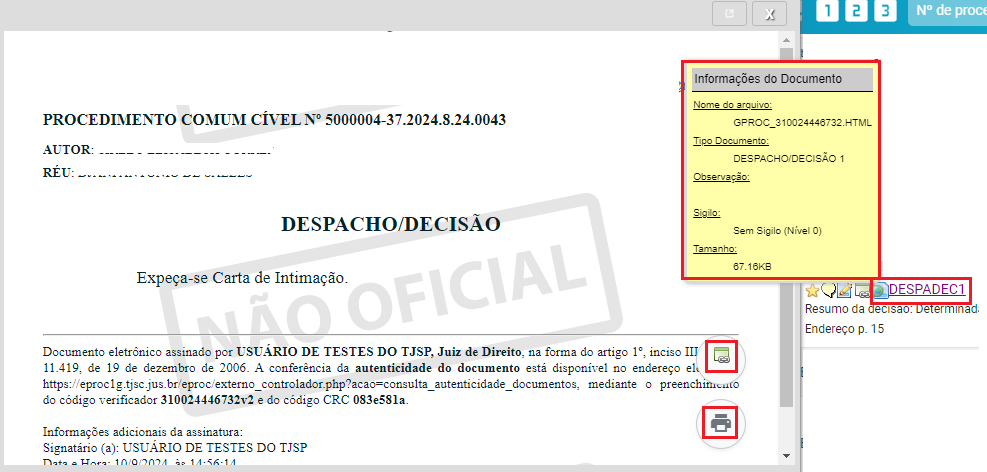 X
1 2 3
Nº de proce
Informações do Documento
Nome do arquivo:
GPROC_310024446732.HTML
Tipo Documento:
DESPACHO/DECISÃO 1
Observação:
Sigilo:
Sem Sigilo (Nível 0)
Tamanho:
67.16KB
PROCEDIMENTO COMUM CÍVEL Nº 5000004-37.2024.8.24.0043
AUTOR:
RÉU:
DESPACHO/DECISÃO
Expeça-se Carta de Intimação.
NÃO OFICIAL
Documento eletrônico assinado por USUÁRIO DE TESTES DO TJSP, Juiz de Direito, na forma do artigo 1º, inciso III
11.419, de 19 de dezembro de 2006. A conferência da autenticidade do documento está disponível no endereço ele
https://eproc1g.tjsc.jus.br/eproc/externo_controlador.php?acao=consulta_autenticidade_documentos, mediante o preenchimento
do código verificador 310024446732v2 e do código CRC 083e581a.
Informações adicionais da assinatura:
Signatário (a): USUÁRIO DE TESTES DO TJSP
Data e Hora: 10/9/2024, às 14:56:14
DESPADEC1
Resumo da decisão: Determinada
Endereço p. 15